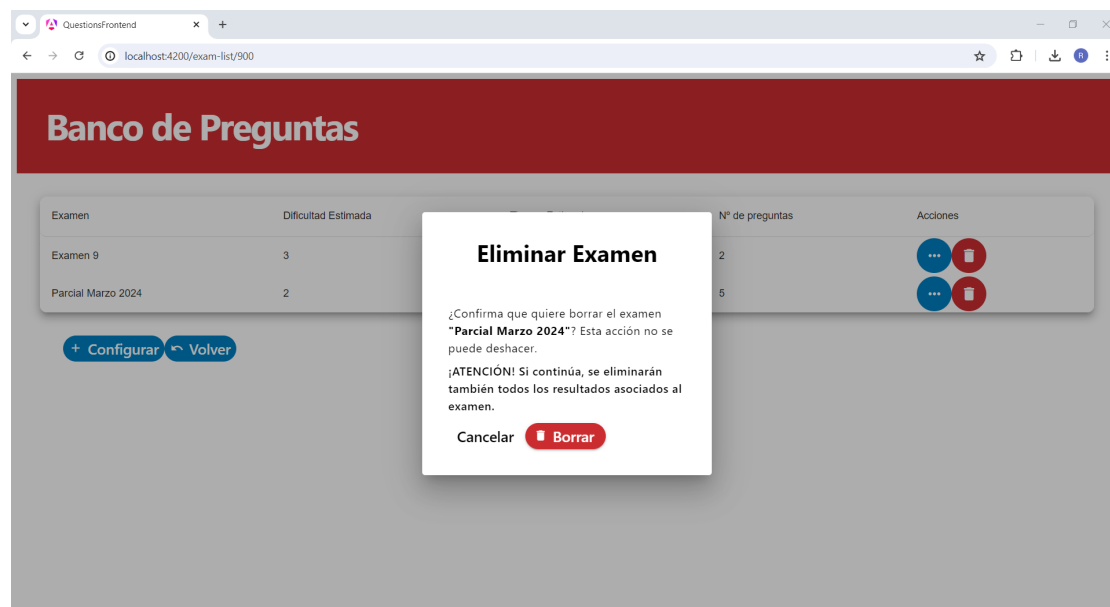 QuestionsFrontend
localhost:4200/exam-list/900
R
Banco de Preguntas
Examen Dificultad Estimada Nº de preguntas Acciones
Examen 9 3 2
Parcial Marzo 2024 2 5
+ Configurar Volver
Eliminar Examen
¿Confirma que quiere borrar el examen
"Parcial Marzo 2024"? Esta acción no se
puede deshacer.
¡ATENCIÓN! Si continúa, se eliminarán
también todos los resultados asociados al
examen.
Cancelar Borrar